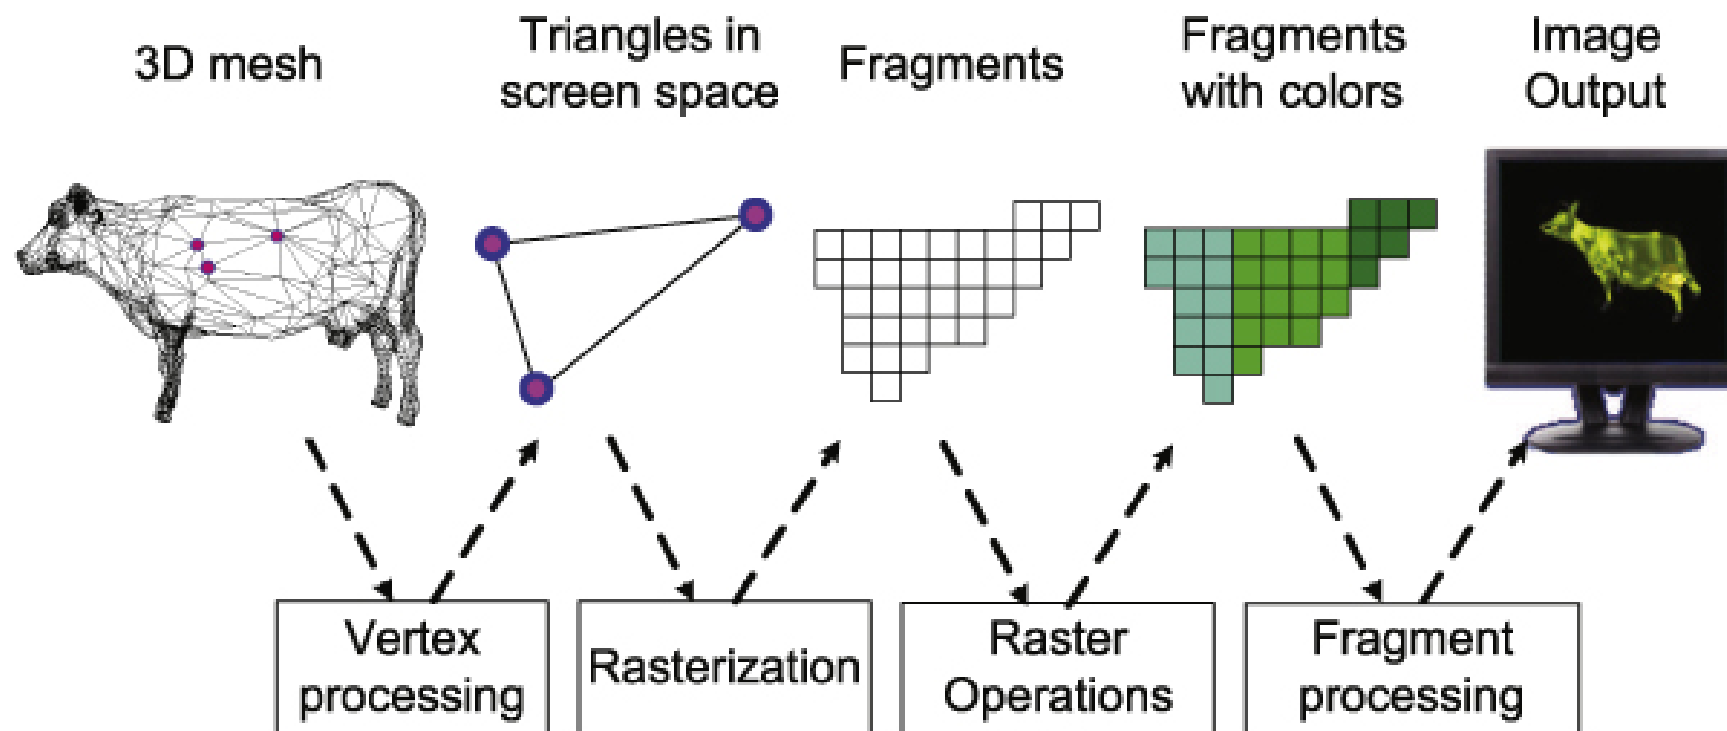 3D mesh
Triangles in
screen space
Fragments
Fragments
with colors
Image
Output
Vertex
processing
Rasterization
Raster
Operations
Fragment
processing